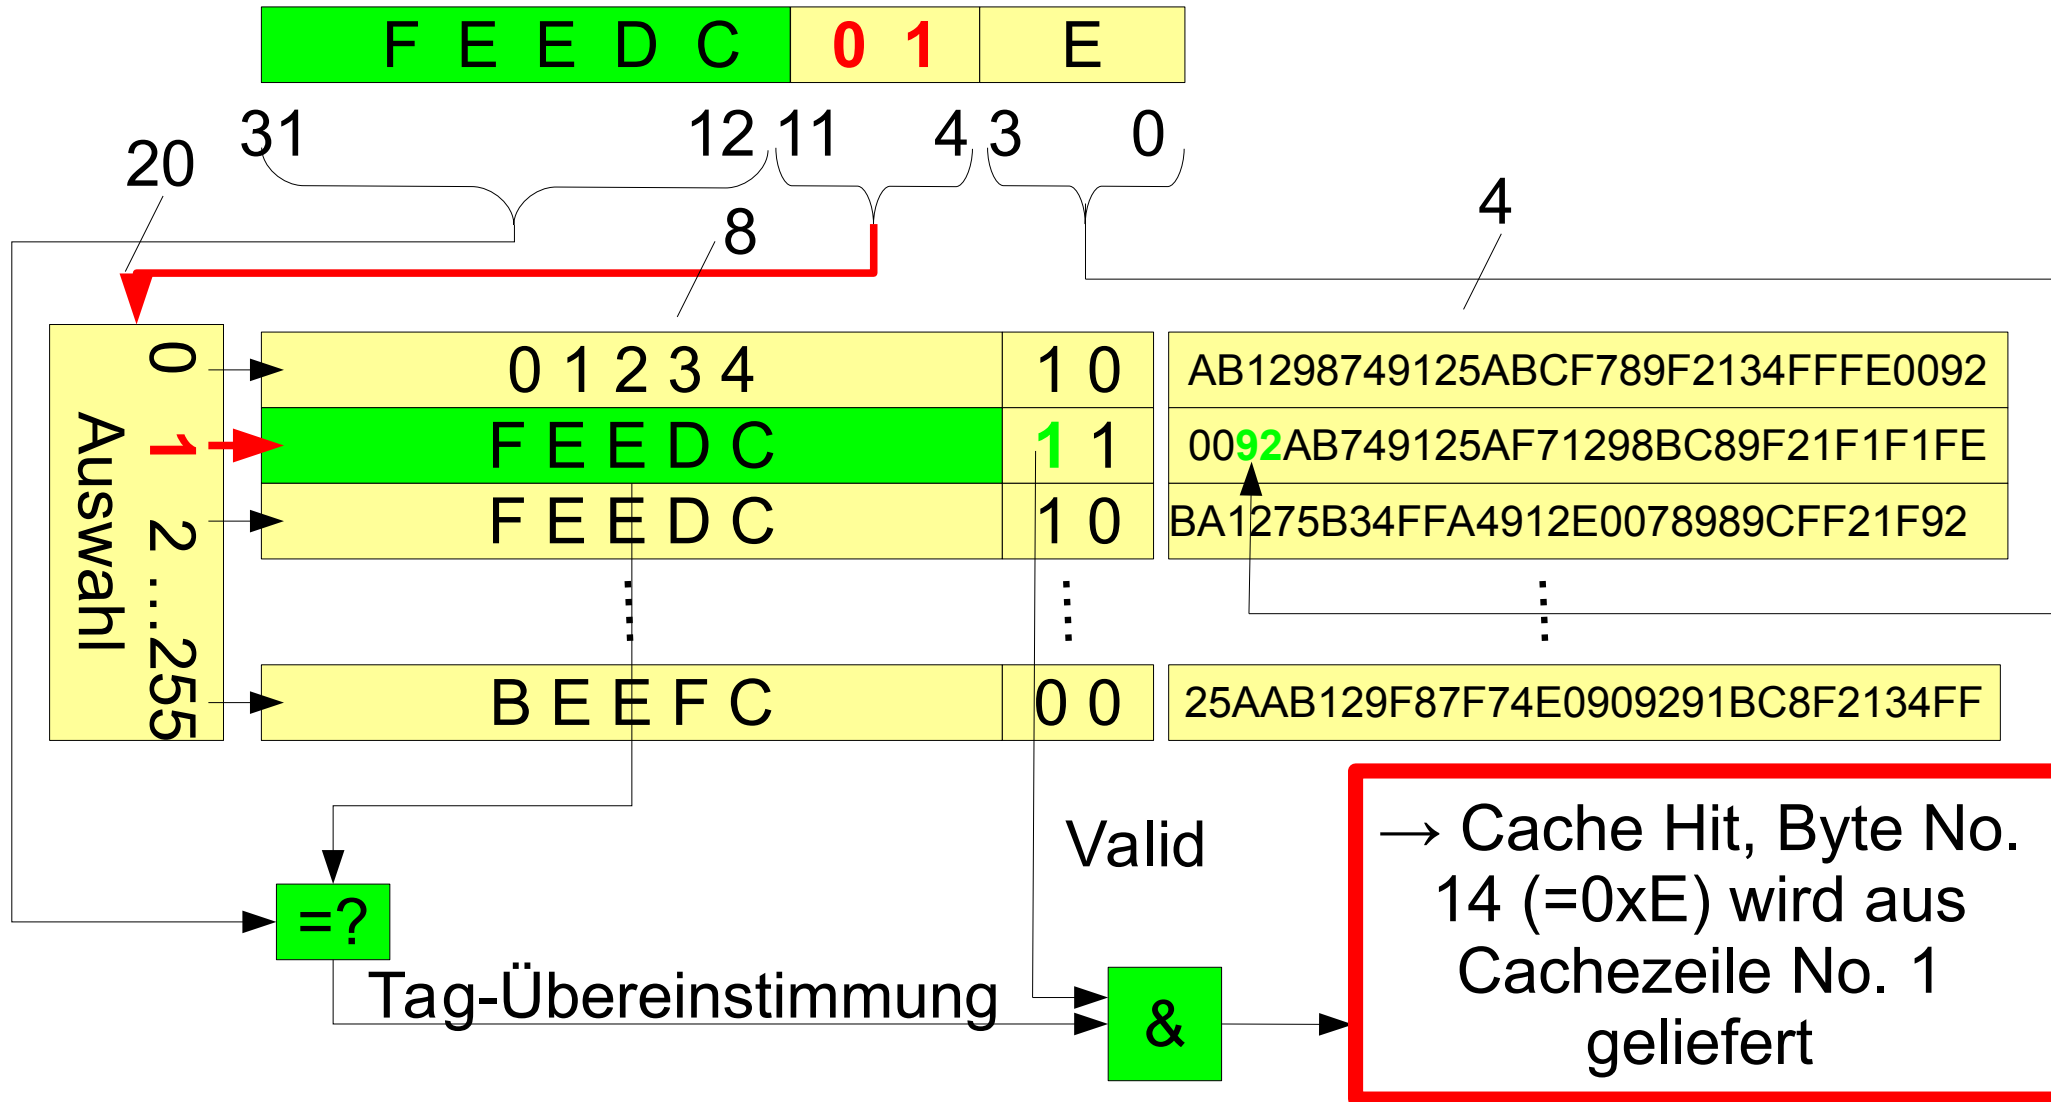 F E E D C 0 1 E
31 12 11 4 3 0
20
8
4
Auswahl
0 1 2 ...255
0 1 2 3 4 1 0 AB1298749125ABCF789F2134FFFE0092
F E E D C 1 1 0092AB749125AF71298BC89F21F1F1FE
F E E D C 1 0 BA1275B34FFA4912E0078989CFF21F92
B E E F C 0 0 25AAB129F87F74E0909291BC8F2134FF
=?
Tag-Übereinstimmung
Valid
&
→ Cache Hit, Byte No.
14 (=0xE) wird aus
Cachezeile No. 1
geliefert